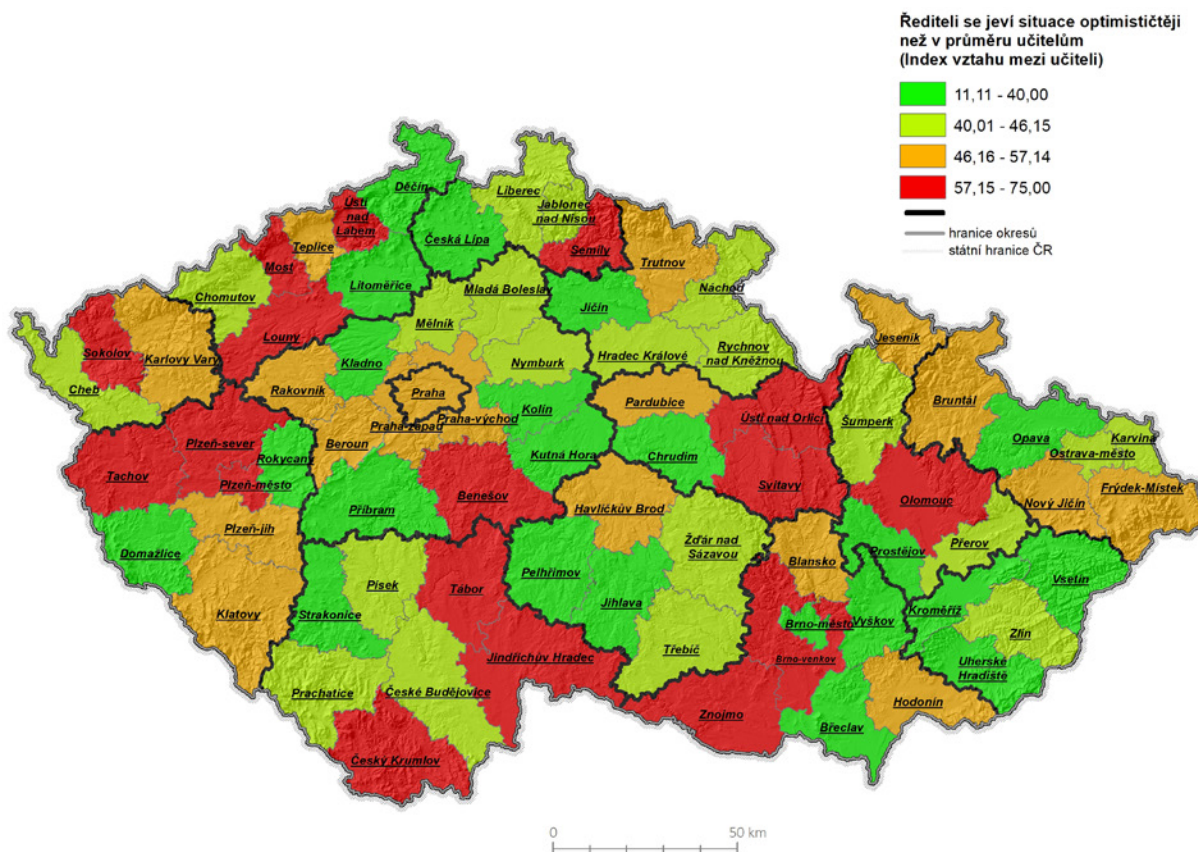 Řediteli se jeví situace optimističtěji
než v průměru učitelům
(Index vztahu mezi učiteli)
11,11 - 40,00
40,01 - 46,15
46,16 - 57,14
57,15 - 75,00
hranice okresů
státní hranice ČR
Děčín
Liberec
Ústí
nad
Labem
Jablonec
nad Nisou
Česká Lípa
Semily
Teplice
Trutnov
Most
Litoměřice
Mladá Boleslav
Náchod
Chomutov
Jičín
Mělník
Louny
Jeseník
Sokolov
Karlovy Vary
Kladno
Nymburk
Hradec Králové
Rychnov
nad Kněžnou
Cheb
Rakovník
Praha
Bruntál
Kolín
Pardubice
Ústí nad Orlicí
Šumperk
Praha-východ
Praha-západ
Beroun
Opava
Karviná
Ostrava-město
Plzeň-sever
Rokycany
Kutná Hora
Chrudim
Tachov
Plzeň-město
Benešov
Svitavy
Olomouc
Nový Jičín
Frýdek-Místek
Příbram
Havlíčkův Brod
Plzeň-jih
Žďár nad
Sázavou
Prostějov
Přerov
Domažlice
Blansko
Písek
Pelhřimov
Vsetín
Tábor
Jihlava
Klatovy
Strakonice
Brno-město
Vyškov
Kroměříž
Zlín
Třebíč
Jindřichův Hradec
Brno-venkov
Uherské
Hradiště
Prachatice
České Budějovice
Hodonín
Znojmo
Břeclav
Český Krumlov
0 50 km